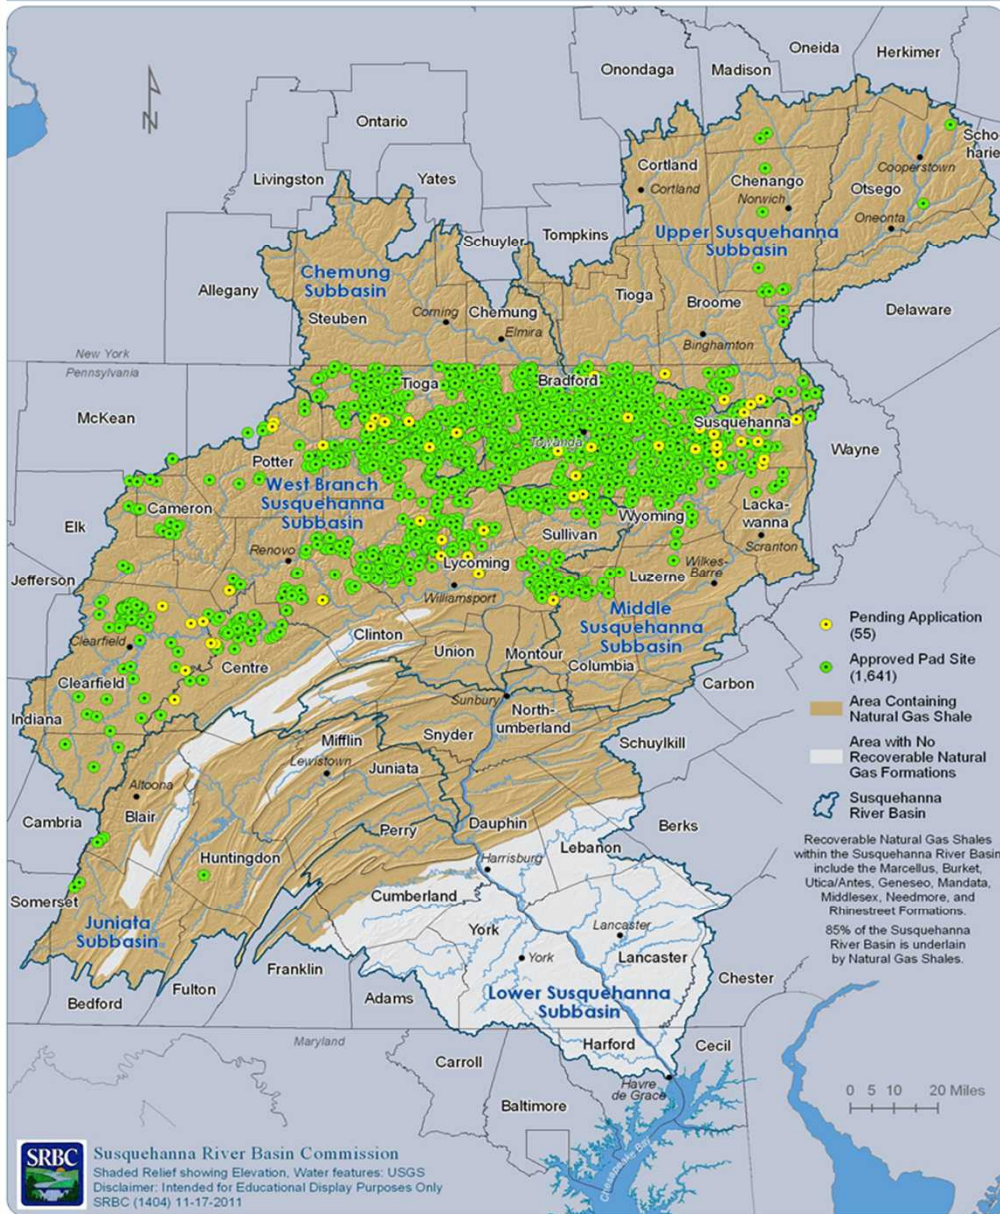 Oneida
Herkimer
Onondaga
Madison
Ontario
Scho-
harie
Cortland
Cooperstown
Livingston
Yates
Chenango
Cortland
Otsego
Norwich
Oneonta
Schuyler
Tompkins
Upper Susquehanna
Subbasin
Chemung
Subbasin
Allegany
Tioga
Broome
Delaware
Steuben
Corning
Chemung
Elmira
Binghamton
New York
Pennsylvania
Tioga
Bradford
McKean
Susquehanna
Towanda
Wayne
Potter
West Branch
Susquehanna
Subbasin
Cameron
Lacka-
wanna
Wyoming
Elk
Sullivan
Renovo
Scranton
Lycoming
Wilkes-
Barre
Jefferson
Luzerne
Williamsport
Middle
Susquehanna
Subbasin
Clearfield
Clinton
Union
Montour
Centre
Columbia
Clearfield
Carbon
Sunbury
North-
umberland
Indiana
Snyder
Mifflin
Schuylkill
Lewistown
Juniata
Altoona
Cambria
Blair
Perry
Dauphin
Berks
Huntingdon
Harrisburg
Lebanon
Somerset
Cumberland
Juniata
Subbasin
York
Lancaster
York
Lancaster
Franklin
Chester
Fulton
Bedford
Adams
Lower Susquehanna
Subbasin
Maryland
Harford
Cecil
Carroll
Havre
de Grace
Baltimore
Chesapeake Bay
N
Pending Application
(55)
Approved Pad Site
(1,641)
Area Containing
Natural Gas Shale
Area with No
Recoverable Natural
Gas Formations
Susquehanna
River Basin
Recoverable Natural Gas Shales
within the Susquehanna River Basin
include the Marcellus, Burket,
Utica/Antes, Geneseo, Mandata,
Middlesex, Needmore, and
Rhinestreet Formations.
85% of the Susquehanna
River Basin is underlain
by Natural Gas Shales.
0 5 10 20 Miles
SRBC
Susquehanna River Basin Commission
Shaded Relief showing Elevation, Water features: USGS
Disclaimer: Intended for Educational Display Purposes Only
SRBC (1404) 11-17-2011